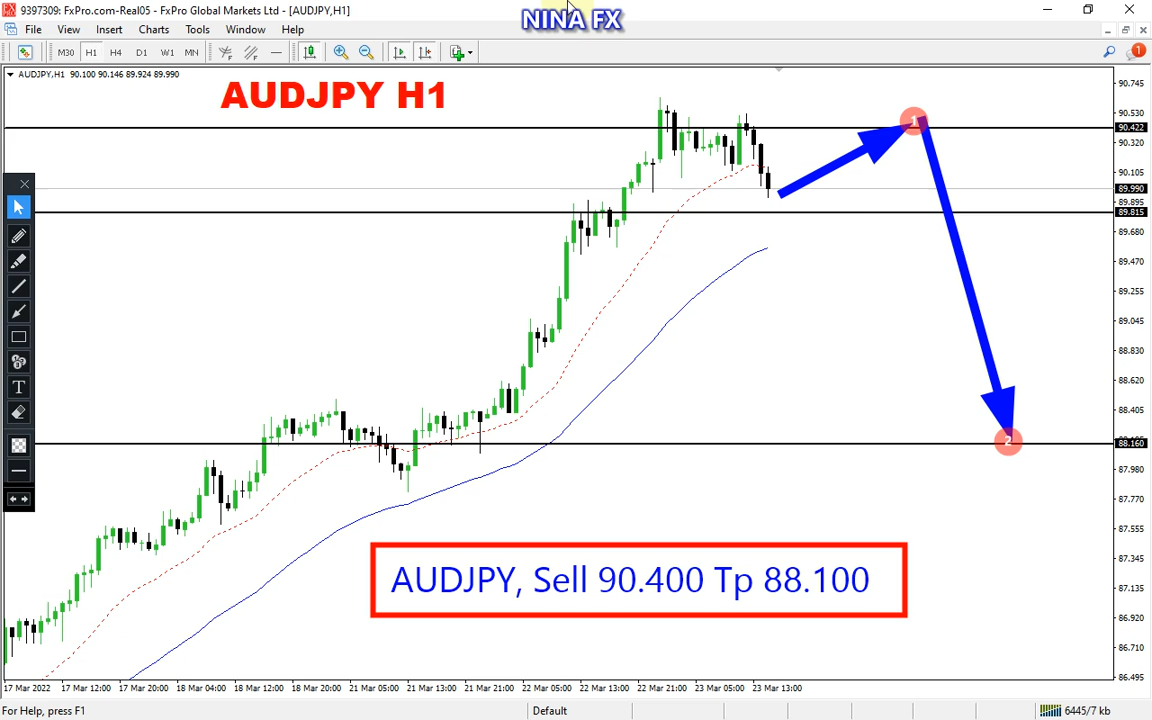 9397309: FxPro.com-Real05 - FxPro Global Markets Ltd - [AUDJPY,H1]
NINA FX
File View Insert Charts Tools Window Help
M30 H1 H4 D1 W1 MN
1
AUDJPY,H1 90.100 90.146 89.924 89.990
AUDJPY H1
90.745
90.530
90.422
90.320
90.105
89.990
89.895
89.815
89.680
89.470
89.255
89.045
88.830
88.620
88.405
88.160
87.980
87.770
87.555
87.345
87.135
86.920
86.710
86.495
1
2
T
AUDJPY, Sell 90.400 Tp 88.100
17 Mar 2022 17 Mar 12:00 17 Mar 20:00 18 Mar 04:00 18 Mar 12:00 18 Mar 20:00 21 Mar 05:00 21 Mar 13:00 21 Mar 21:00 22 Mar 05:00 22 Mar 13:00 22 Mar 21:00 23 Mar 05:00 23 Mar 13:00
For Help, press F1
Default
6445/7 kb